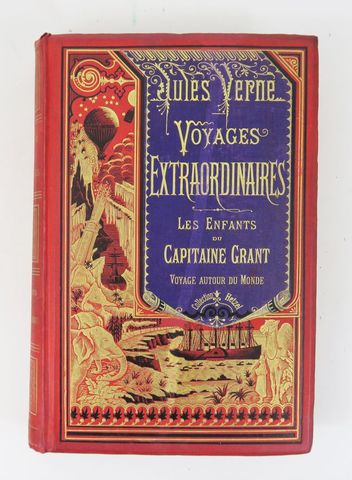 Jules Verne
Voyages
Extraordinaires
Les Enfants
du
Capitaine Grant
Voyage autour du Monde
Collection Hetzel